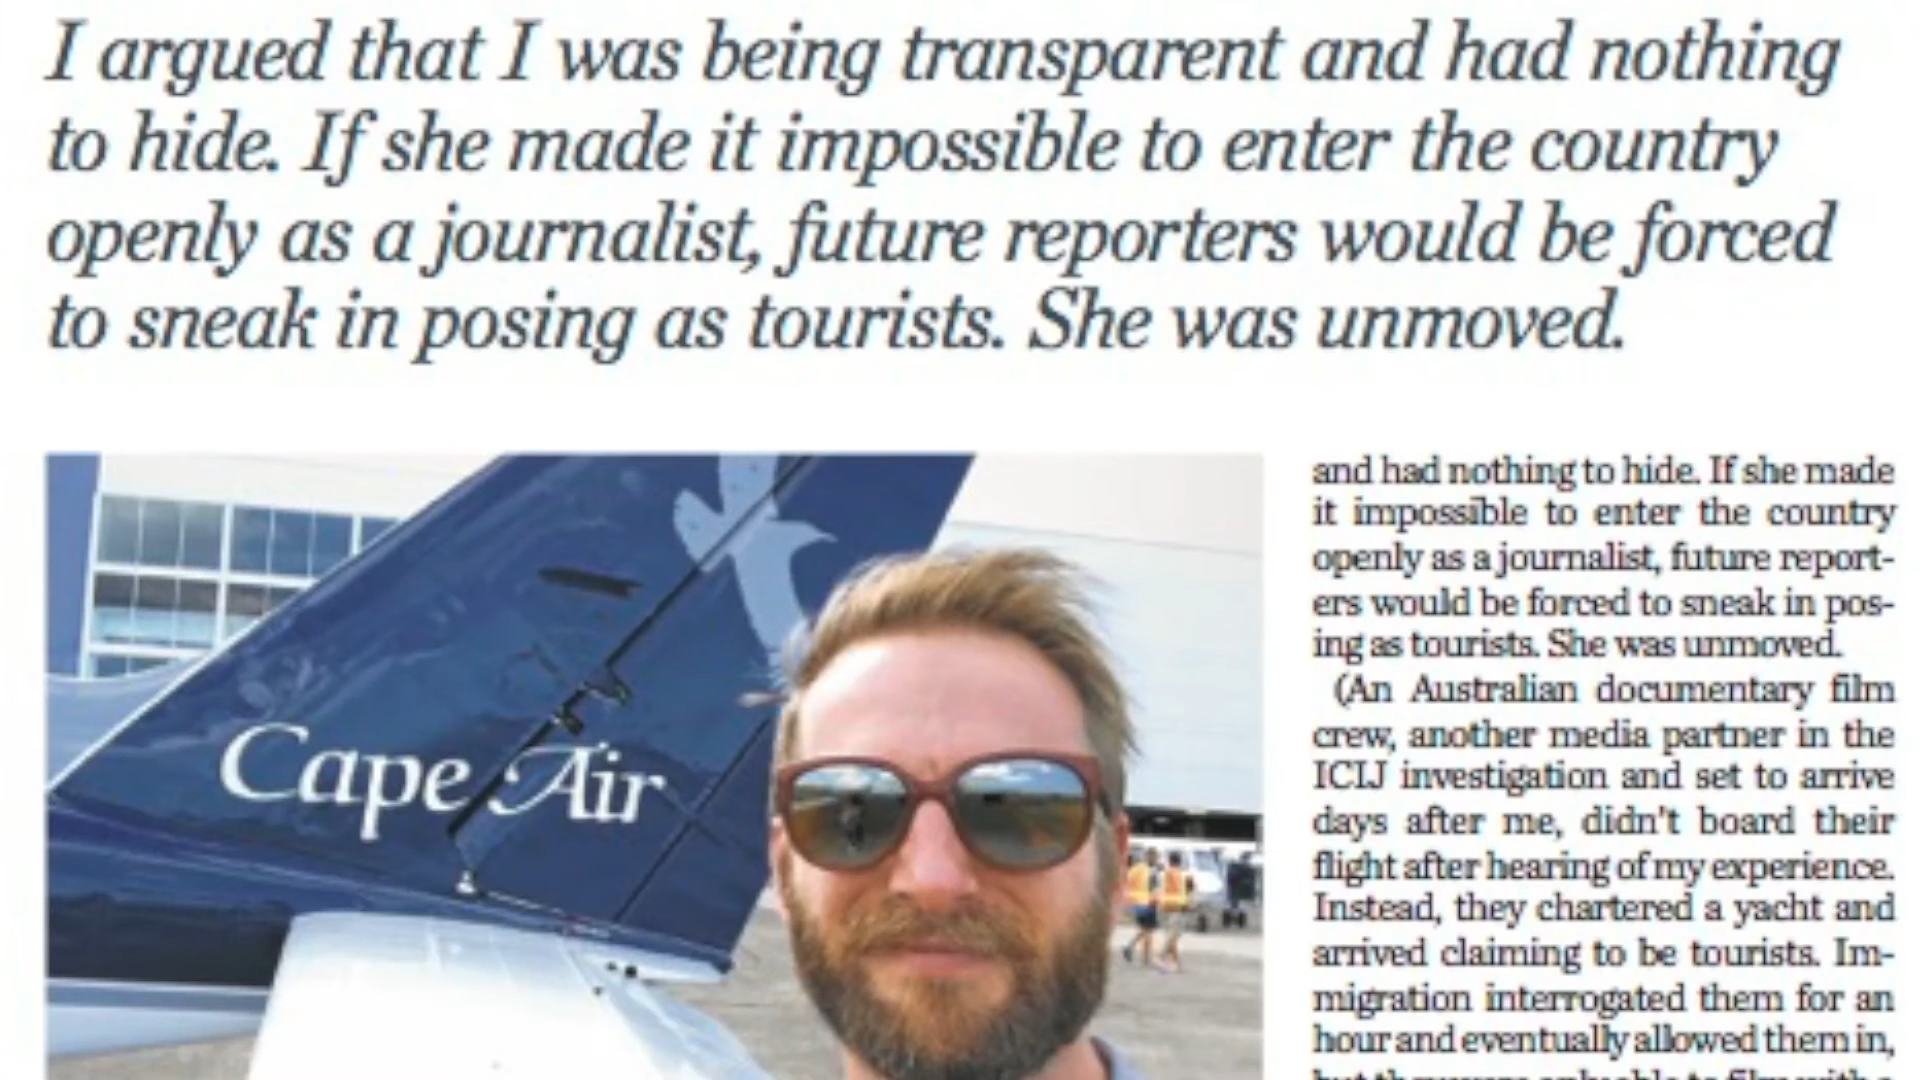 I argued that I was being transparent and had nothing
to hide. If she made it impossible to enter the country
openly as a journalist, future reporters would be forced
to sneak in posing as tourists. She was unmoved.
Cape Air
and had nothing to hide. If she made
it impossible to enter the country
openly as a journalist, future report-
ers would be forced to sneak in pos-
ing as tourists. She was unmoved.
(An Australian documentary film
crew, another media partner in the
ICIJ investigation and set to arrive
days after me, didn't board their
flight after hearing of my experience.
Instead, they chartered a yacht and
arrived claiming to be tourists. Im-
migration interrogated them for an
hour and eventually allowed them in,